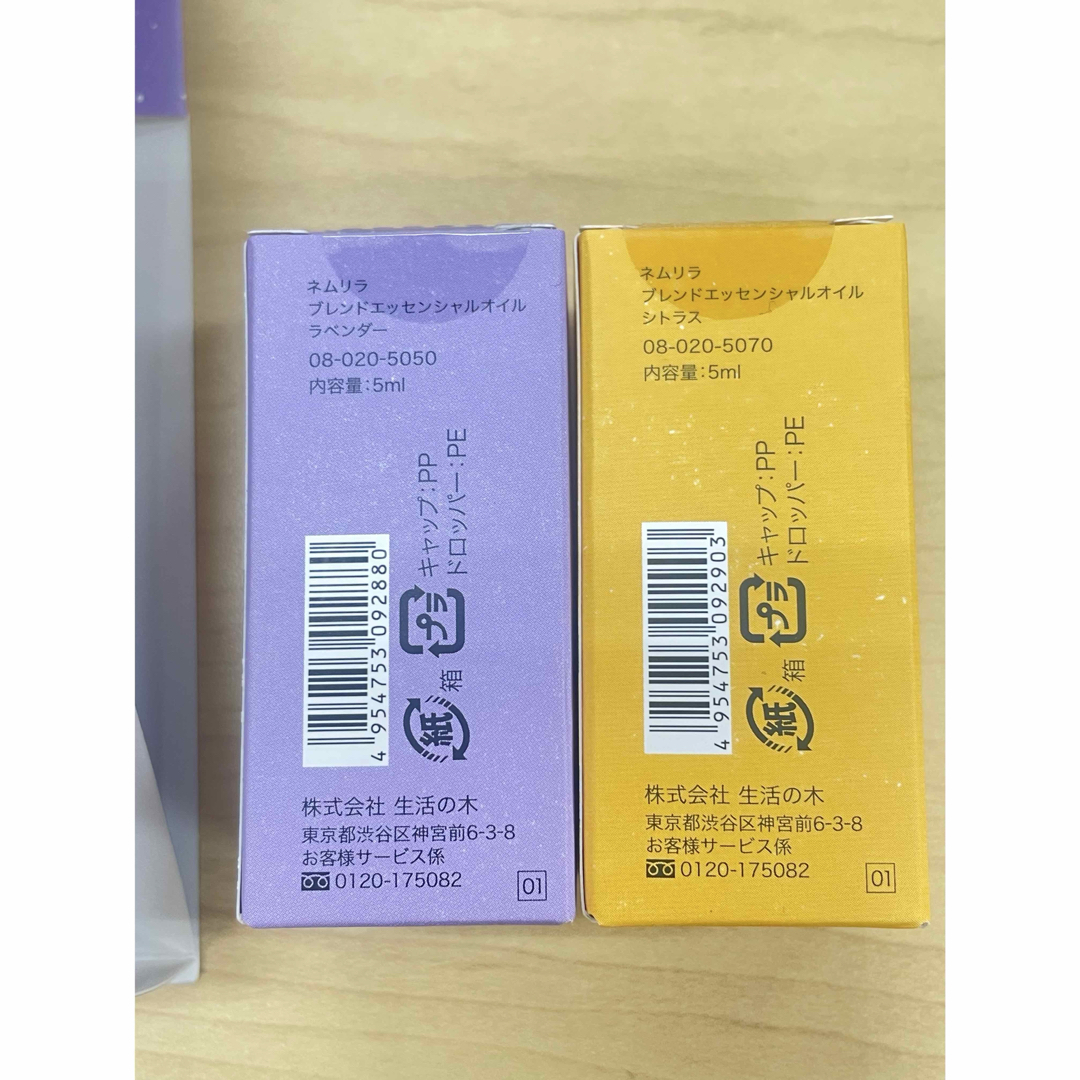 ネムリラ
ブレンドエッセンシャルオイル
ラベンダー
08-020-5050
内容量:5ml
キャップ:PP
ドロッパー:PE
プラ
4 954753 092880
紙
箱
株式会社 生活の木
東京都渋谷区神宮前6-3-8
お客様サービス係
0120-175082
01
ネムリラ
ブレンドエッセンシャルオイル
シトラス
08-020-5070
内容量:5ml
キャップ:PP
ドロッパー:PE
プラ
4 954753 092903
紙
箱
株式会社 生活の木
東京都渋谷区神宮前6-3-8
お客様サービス係
0120-175082
01